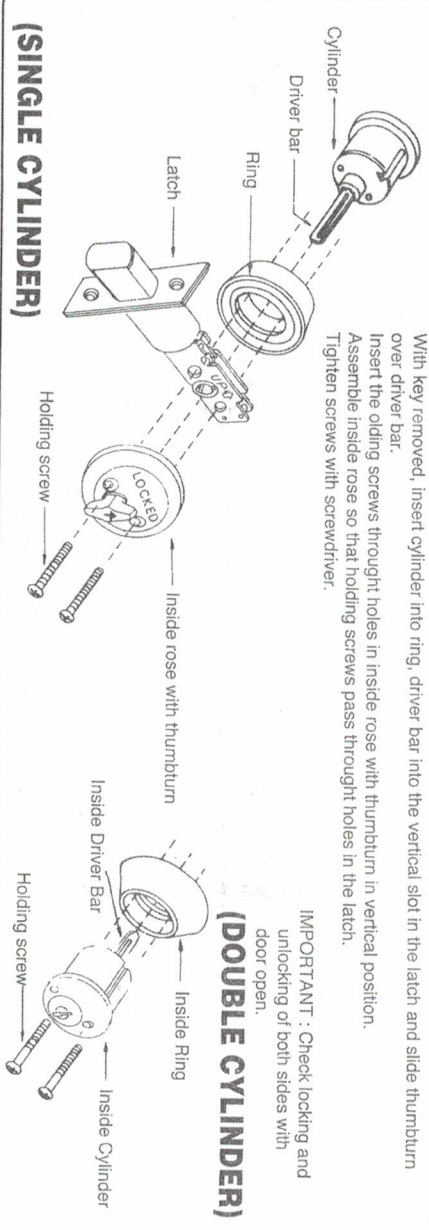 With key removed, insert cylinder into ring, driver bar into the vertical slot in the latch and slide thumbturn
over driver bar.
Insert the olding screws throught holes in inside rose with thumbturn in vertical position.
Assemble inside rose so that holding screws pass throught holes in the latch.
Tighten screws with screwdriver.
Cylinder
Driver bar
Ring
Latch
UP
LOCKED
Holding screw
Inside rose with thumbturn
(SINGLE CYLINDER)
IMPORTANT : Check locking and
unlocking of both sides with
door open.
(DOUBLE CYLINDER)
Inside Ring
Inside Driver Bar
Inside Cylinder
Holding screw